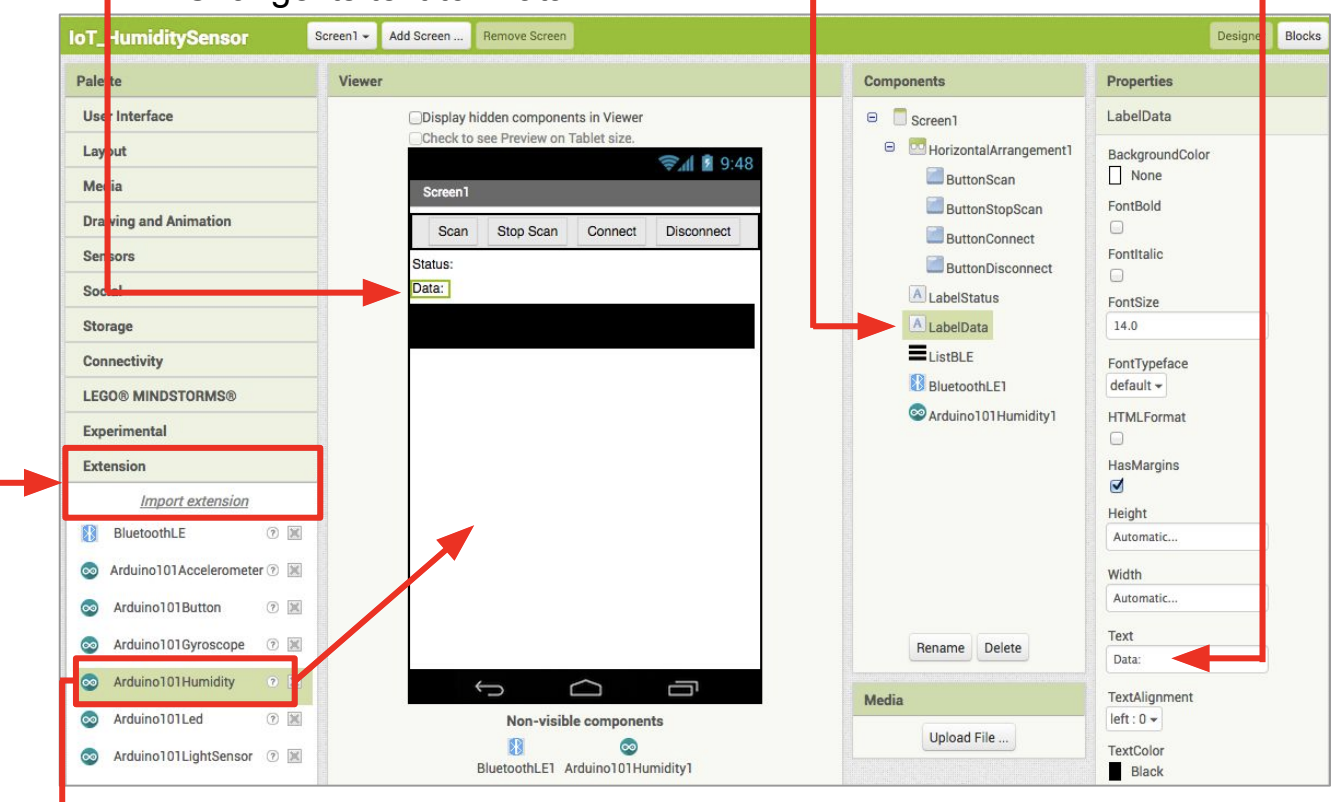 IoT_HumiditySensor
Screen1
Add Screen ...
Remove Screen
Designer
Blocks
Palette
User Interface
Layout
Media
Drawing and Animation
Sensors
Social
Storage
Connectivity
LEGO® MINDSTORMS®
Experimental
Extension
Import extension
BluetoothLE
Arduino101Accelerometer
Arduino101Button
Arduino101Gyroscope
Arduino101Humidity
Arduino101Led
Arduino101LightSensor
Viewer
Display hidden components in Viewer
Check to see Preview on Tablet size.
9:48
Screen1
Scan
Stop Scan
Connect
Disconnect
Status:
Data:
Non-visible components
BluetoothLE1
Arduino101Humidity1
Components
Screen1
HorizontalArrangement1
ButtonScan
ButtonStopScan
ButtonConnect
ButtonDisconnect
LabelStatus
LabelData
ListBLE
BluetoothLE1
Arduino101Humidity1
Rename
Delete
Media
Upload File ...
Properties
LabelData
BackgroundColor
None
FontBold
FontItalic
FontSize
14.0
FontTypeface
default
HTMLFormat
HasMargins
Height
Automatic...
Width
Automatic...
Text
Data:
TextAlignment
left : 0
TextColor
Black